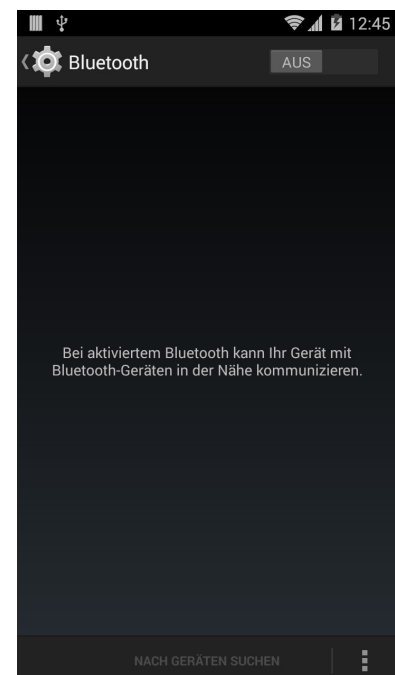 12:45
Bluetooth
AUS
Bei aktiviertem Bluetooth kann Ihr Gerät mit
Bluetooth-Geräten in der Nähe kommunizieren.
NACH GERÄTEN SUCHEN